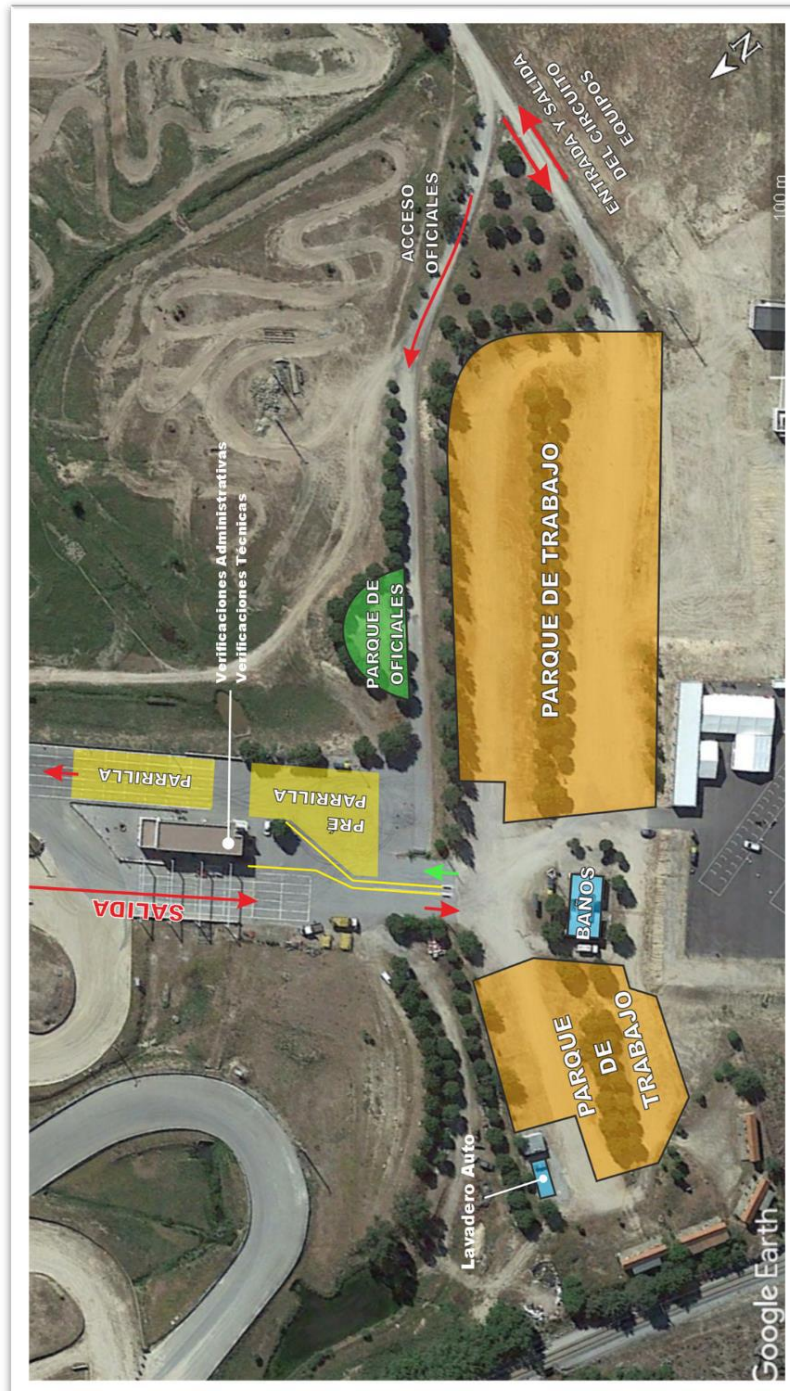 N
ENTRADA Y SALIDA
DEL CIRCUITO
EQUIPOS
100 m
ACCESO
OFICIALES
Verificaciones Administrativas
Verificaciones Técnicas
PARQUE DE
OFICIALES
PARQUE DE TRABAJO
PARRILLA
PRÉ
PARRILLA
SALIDA
BAÑOS
PARQUE
DE
TRABAJO
Lavadero Auto
Google Earth